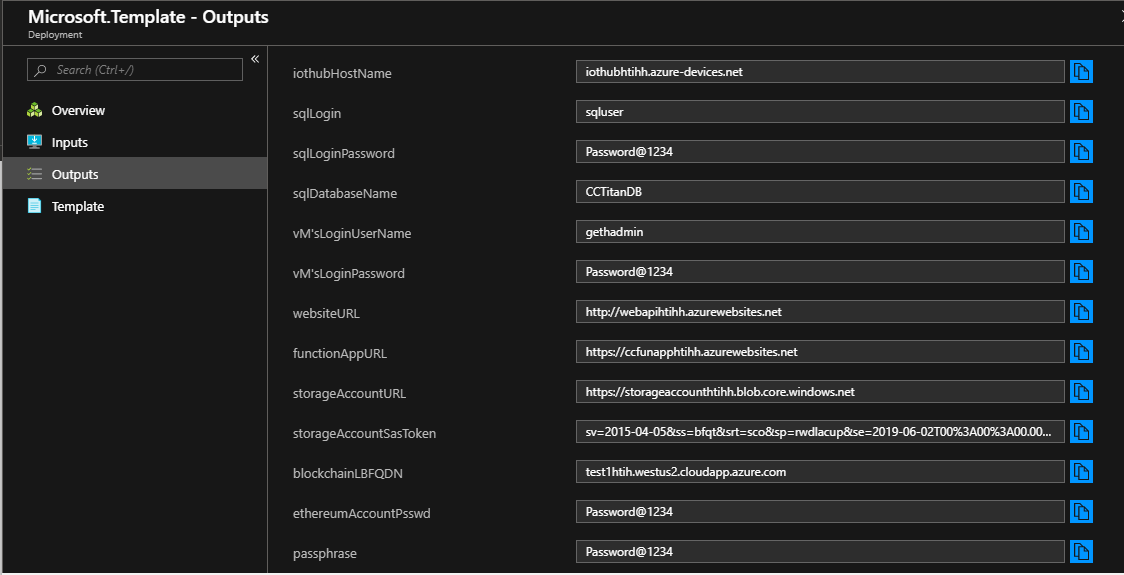 Microsoft.Template - Outputs
Deployment
Search (Ctrl+/)
«
Overview
Inputs
Outputs
Template
iothubHostName iothubhtihh.azure-devices.net
sqlLogin sqluser
sqlLoginPassword Password@1234
sqlDatabaseName CCTitanDB
vM'sLoginUserName gethadmin
vM'sLoginPassword Password@1234
websiteURL http://webapihtihh.azurewebsites.net
functionAppURL https://ccfunapphtihh.azurewebsites.net
storageAccountURL https://storageaccounthtihh.blob.core.windows.net
storageAccountSasToken sv=2015-04-05&ss=bfqt&srt=sco&sp=rwdlacup&se=2019-06-02T00%3A00%3A00.00...
blockchainLBFQDN test1htih.westus2.cloudapp.azure.com
ethereumAccountPsswd Password@1234
passphrase Password@1234